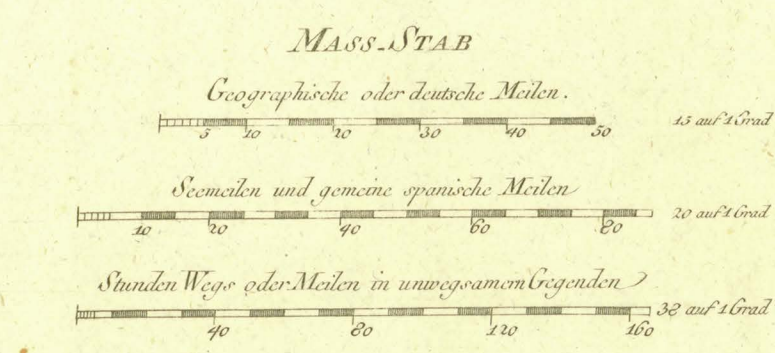 MASS-STAB
Geographische oder deutsche Meilen.
5 10 20 30 40 50 15 auf 1 Grad
Seemeilen und gemeine spanische Meilen
10 20 40 60 80 20 auf 1 Grad
Stunden Wegs oder Meilen in unwegsamern Gegenden
40 80 120 160 38 auf 1 Grad